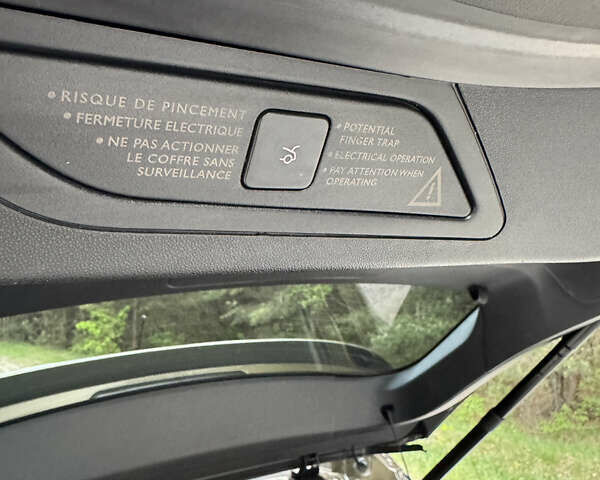 • RISQUE DE PINCEMENT
• FERMETURE ELECTRIQUE
• NE PAS ACTIONNER
LE COFFRE SANS
SURVEILLANCE
• POTENTIAL
FINGER TRAP
• ELECTRICAL OPERATION
• PAY ATTENTION WHEN
OPERATING